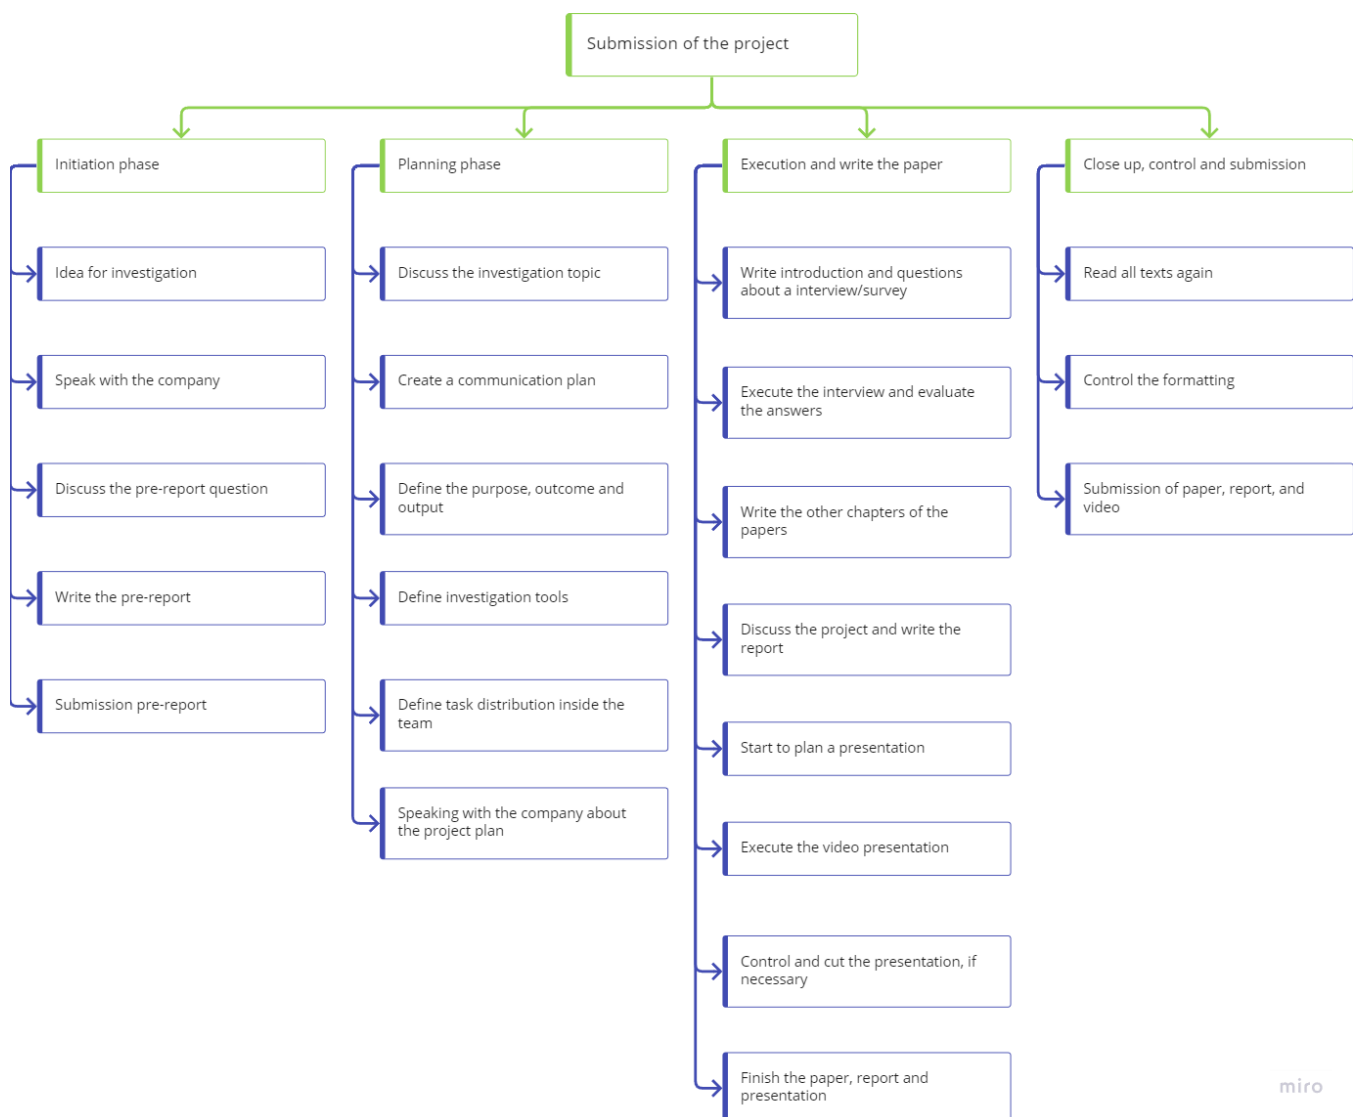 Submission of the project
Initiation phase
Idea for investigation
Speak with the company
Discuss the pre-report question
Write the pre-report
Submission pre-report
Planning phase
Discuss the investigation topic
Create a communication plan
Define the purpose, outcome and
output
Define investigation tools
Define task distribution inside the
team
Speaking with the company about
the project plan
Execution and write the paper
Write introduction and questions
about a interview/survey
Execute the interview and evaluate
the answers
Write the other chapters of the
papers
Discuss the project and write the
report
Start to plan a presentation
Execute the video presentation
Control and cut the presentation, if
necessary
Finish the paper, report and
presentation
Close up, control and submission
Read all texts again
Control the formatting
Submission of paper, report, and
video
miro